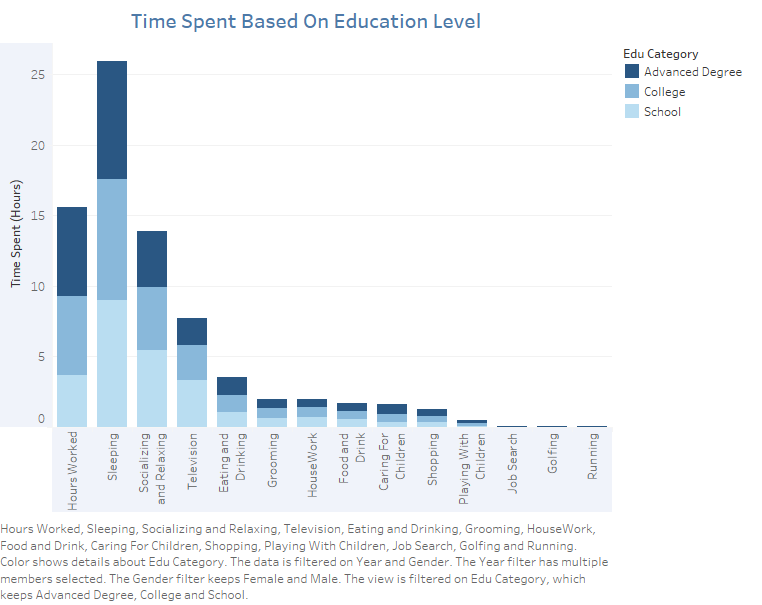 Time Spent Based On Education Level
Edu Category
Advanced Degree
College
School
Time Spent (Hours)
25
20
15
10
5
0
Hours Worked
Sleeping
Socializing
and Relaxing
Television
Eating and
Drinking
Grooming
HouseWork
Food and
Drink
Caring For
Children
Shopping
Playing With
Children
Job Search
Golfing
Running
Hours Worked, Sleeping, Socializing and Relaxing, Television, Eating and Drinking, Grooming, HouseWork,
Food and Drink, Caring For Children, Shopping, Playing With Children, Job Search, Golfing and Running.
Color shows details about Edu Category. The data is filtered on Year and Gender. The Year filter has multiple
members selected. The Gender filter keeps Female and Male. The view is filtered on Edu Category, which
keeps Advanced Degree, College and School.